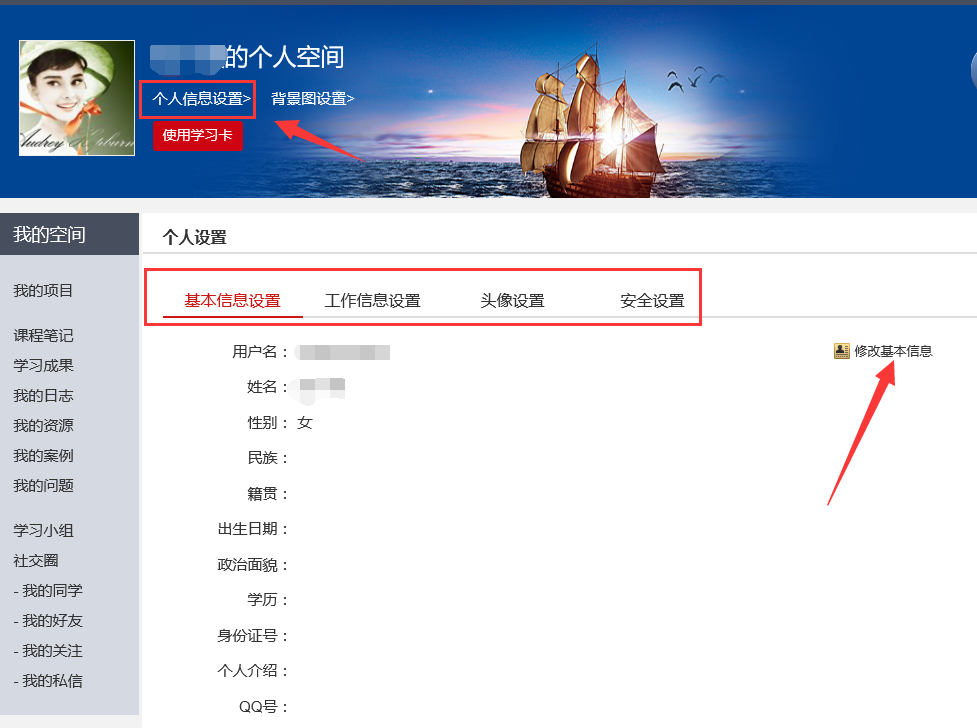 的个人空间
个人信息设置> 背景图设置>
使用学习卡
Audrey Hepburn
我的空间
我的项目
课程笔记
学习成果
我的日志
我的资源
我的案例
我的问题
学习小组
社交圈
- 我的同学
- 我的好友
- 我的关注
- 我的私信
个人设置
基本信息设置 工作信息设置 头像设置 安全设置
修改基本信息
用户名：
姓名：
性别： 女
民族：
籍贯：
出生日期：
政治面貌：
学历：
身份证号：
个人介绍：
QQ号：